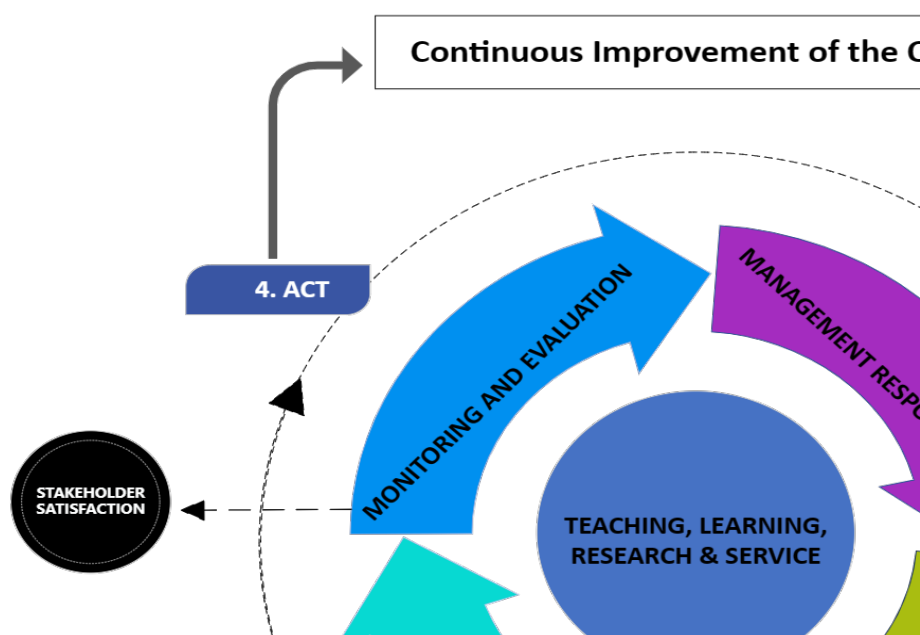 Continuous Improvement of the
4. ACT
MONITORING AND EVALUATION
MANAGEMENT
STAKEHOLDER
SATISFACTION
TEACHING, LEARNING,
RESEARCH & SERVICE